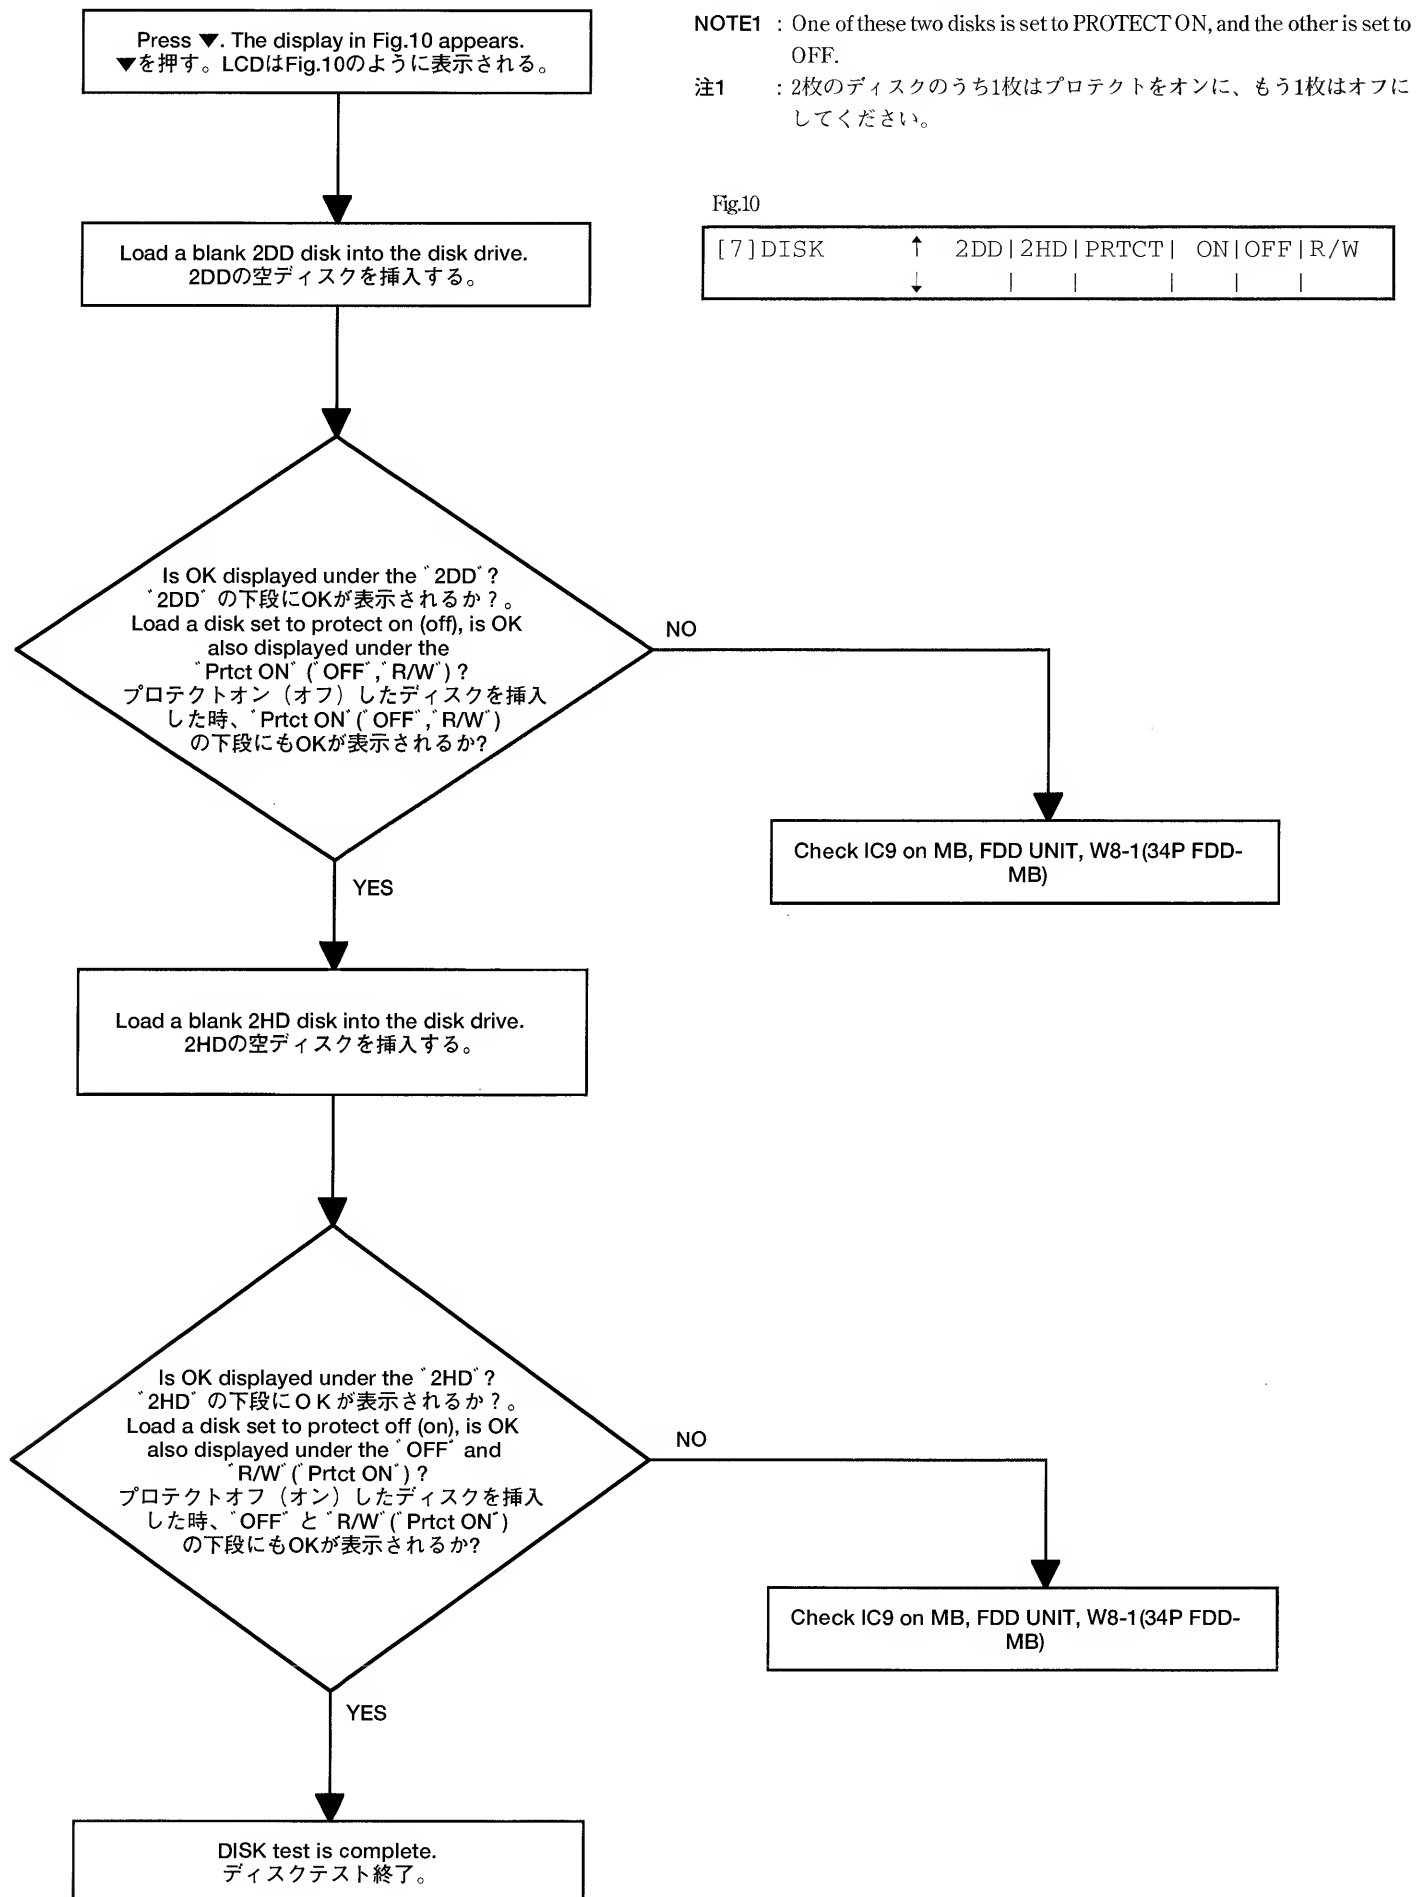 Press ▼. The display in Fig.10 appears.
▼を押す。LCDはFig.10のように表示される。
NOTE1 : One of these two disks is set to PROTECT ON, and the other is set to
OFF.
注1 : 2枚のディスクのうち1枚はプロテクトをオンに、もう1枚はオフに
してください。
Fig.10
[7]DISK ↑ 2DD|2HD|PRTCT| ON|OFF|R/W
↓ | | | | |
Load a blank 2DD disk into the disk drive.
2DDの空ディスクを挿入する。
Is OK displayed under the ˝2DD˝?
˝2DD˝ の下段にOKが表示されるか?。
Load a disk set to protect on (off), is OK
also displayed under the
˝Prtct ON˝ (˝OFF˝,˝R/W˝) ?
プロテクトオン（オフ）したディスクを挿入
した時、˝Prtct ON˝(˝OFF˝,˝R/W˝)
の下段にもOKが表示されるか?
NO
Check IC9 on MB, FDD UNIT, W8-1(34P FDD-
MB)
YES
Load a blank 2HD disk into the disk drive.
2HDの空ディスクを挿入する。
Is OK displayed under the ˝2HD˝?
˝2HD˝ の下段にＯＫが表示されるか?。
Load a disk set to protect off (on), is OK
also displayed under the ˝OFF˝ and
˝R/W˝(˝Prtct ON˝) ?
プロテクトオフ（オン）したディスクを挿入
した時、˝OFF˝ と ˝R/W˝(˝Prtct ON˝)
の下段にもOKが表示されるか?
NO
Check IC9 on MB, FDD UNIT, W8-1(34P FDD-
MB)
YES
DISK test is complete.
ディスクテスト終了。